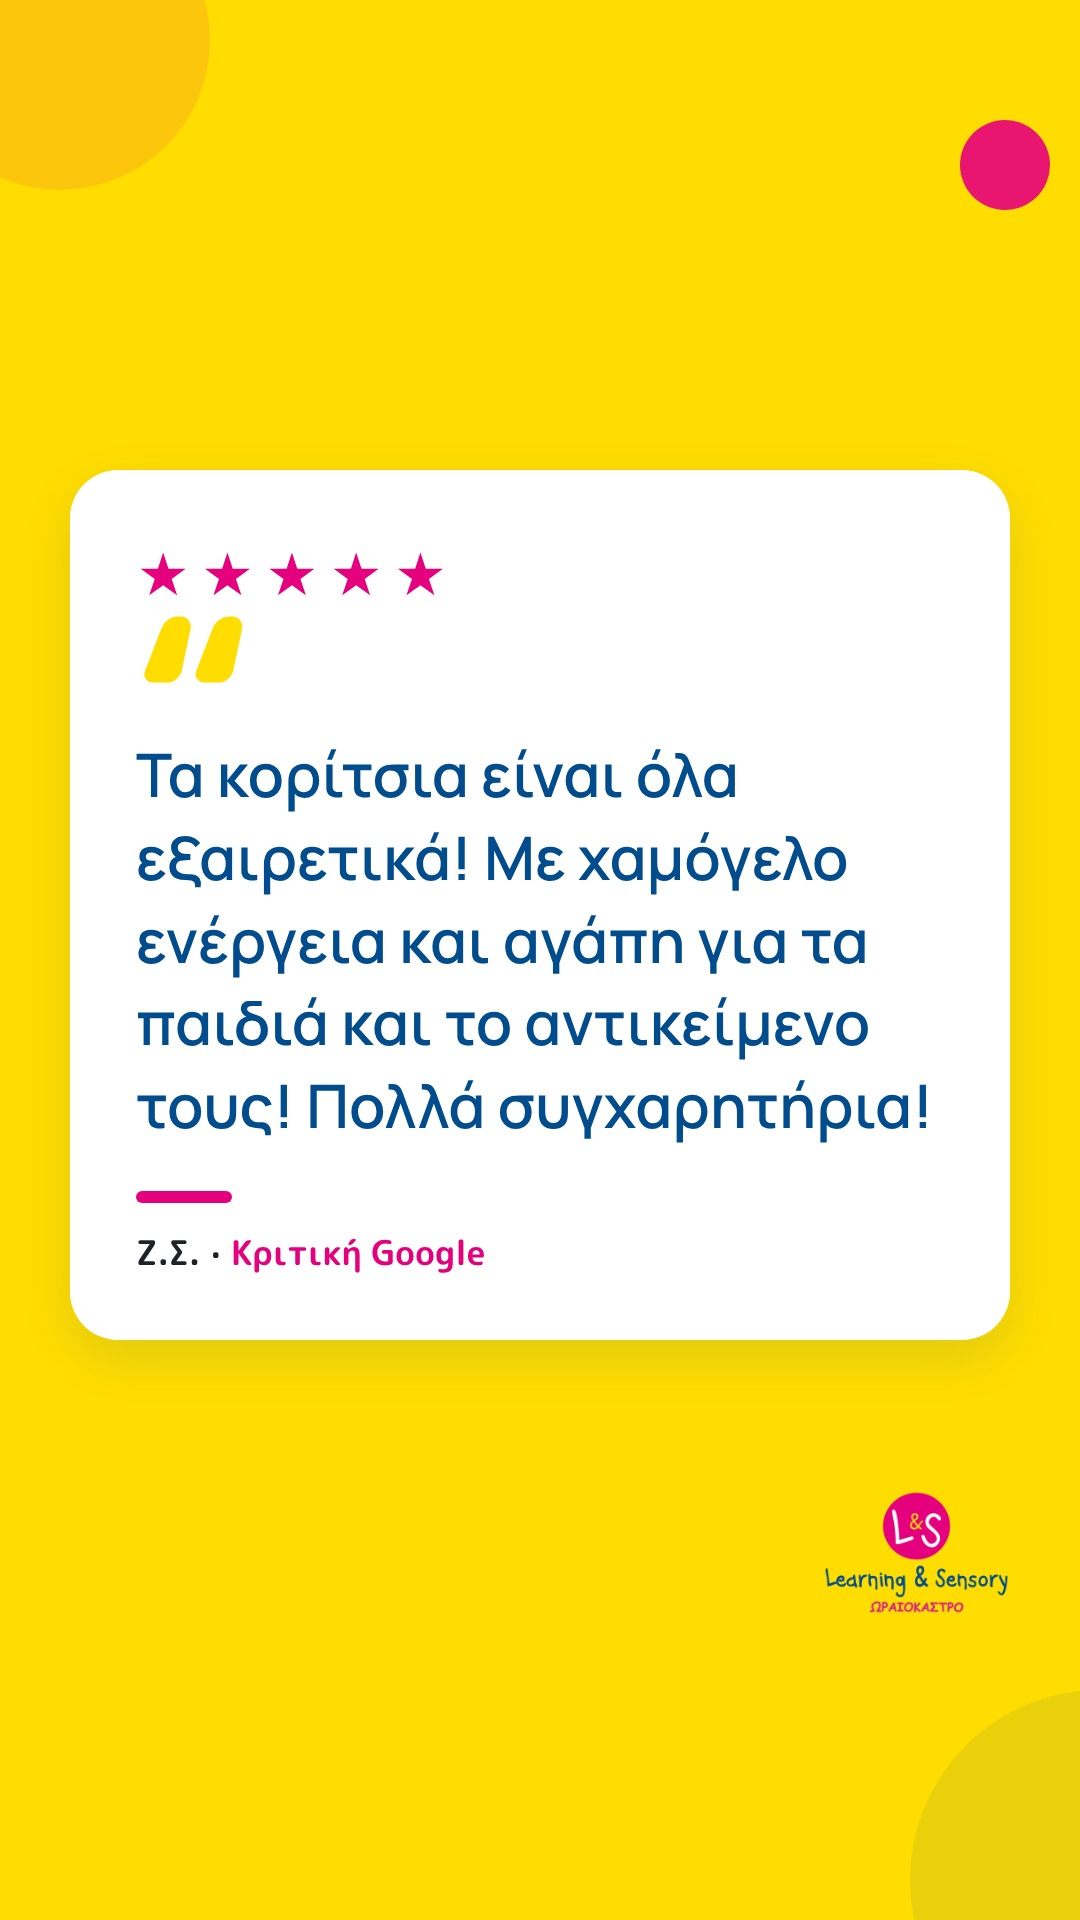 ★★★★★
“
Τα κορίτσια είναι όλα
εξαιρετικά! Με χαμόγελο
ενέργεια και αγάπη για τα
παιδιά και το αντικείμενο
τους! Πολλά συγχαρητήρια!
Ζ.Σ. · Κριτική Google
L&S
Learning & Sensory
ΩΡΑΙΟΚΑΣΤΡΟ